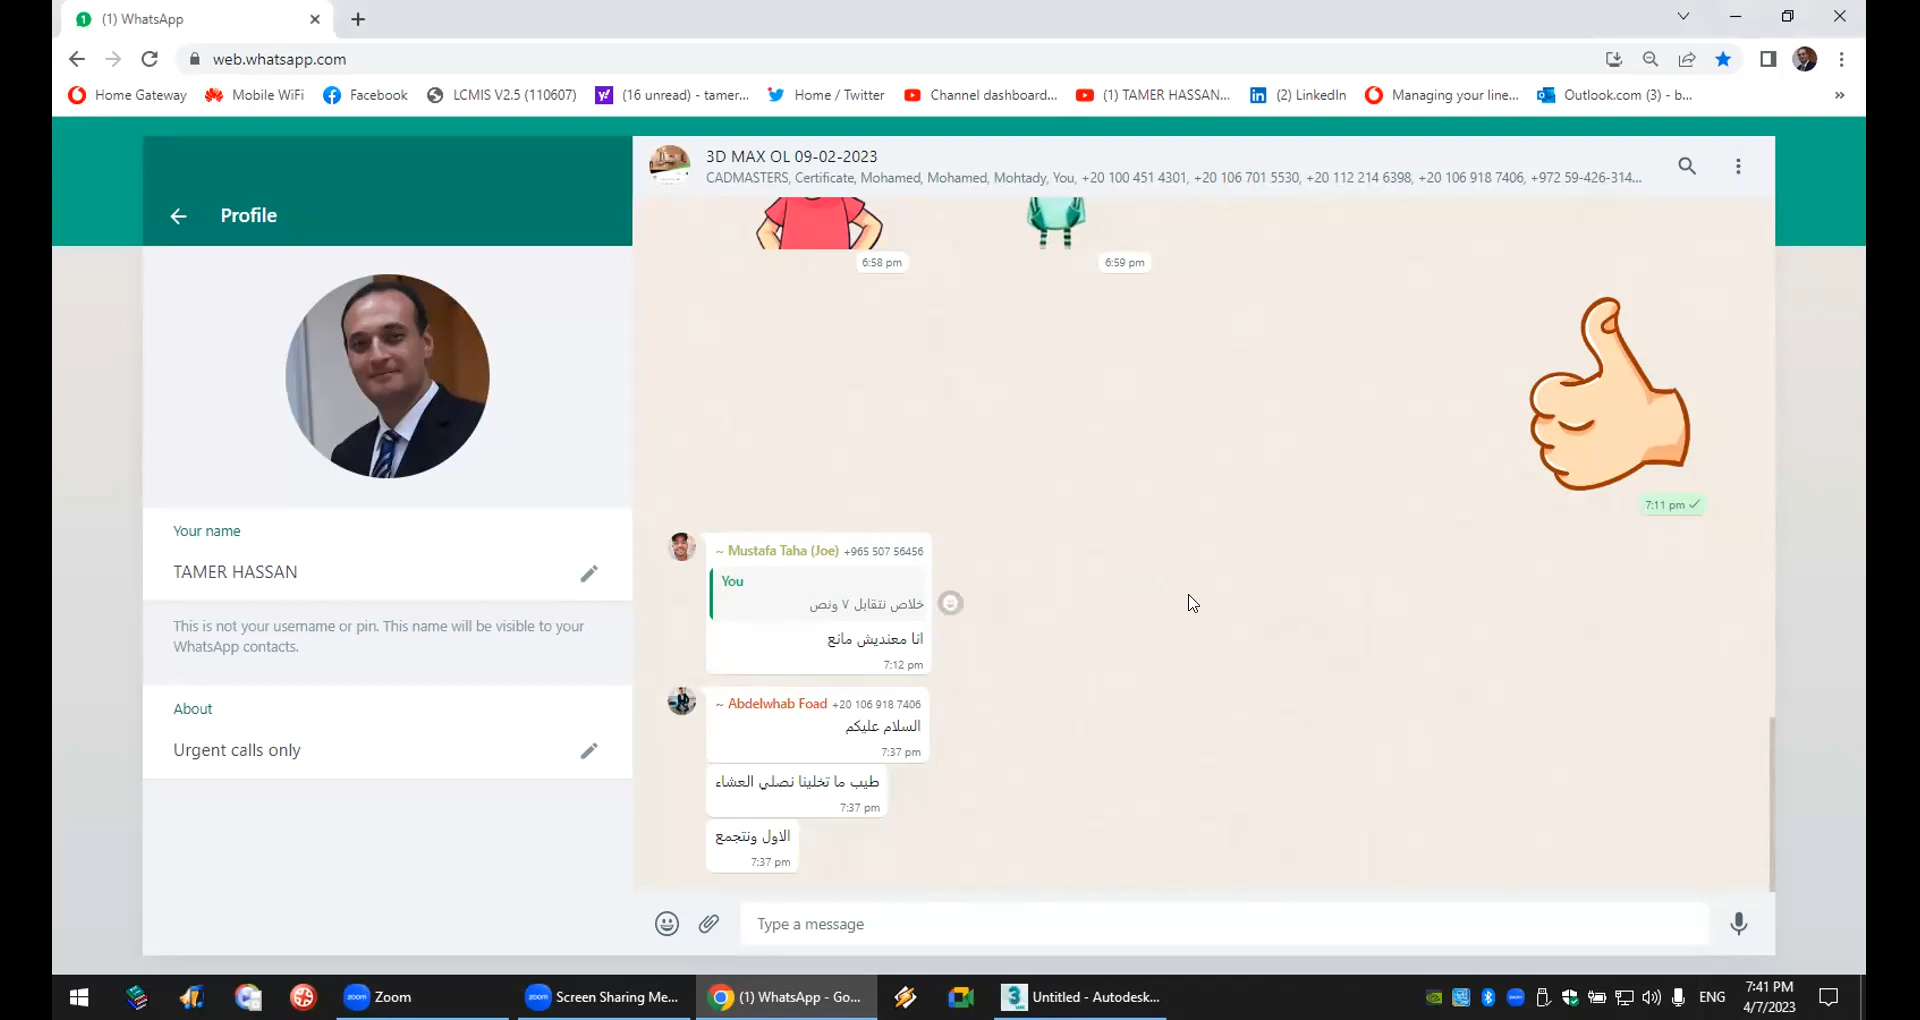 (1) WhatsApp
web.whatsapp.com
Home Gateway
Mobile WiFi
Facebook
LCMIS V2.5 (110607)
(16 unread) - tamer...
Home / Twitter
Channel dashboard...
(1) TAMER HASSAN...
(2) LinkedIn
Managing your line...
Outlook.com (3) - b...
»
Profile
Your name
TAMER HASSAN
This is not your username or pin. This name will be visible to your
WhatsApp contacts.
About
Urgent calls only
3D MAX OL 09-02-2023
CADMASTERS, Certificate, Mohamed, Mohamed, Mohtady, You, +20 100 451 4301, +20 106 701 5530, +20 112 214 6398, +20 106 918 7406, +972 59-426-314...
6:58 pm
6:59 pm
7:11 pm
~ Mustafa Taha (Joe) +965 507 56456
You
خلاص نتقابل ٧ ونص
انا معنديش مانع
7:12 pm
~ Abdelwhab Foad +20 106 918 7406
السلام عليكم
7:37 pm
طيب ما تخلينا نصلي العشاء
7:37 pm
الاول ونتجمع
7:37 pm
Type a message
zoom Zoom
zoom Screen Sharing Me...
(1) WhatsApp - Go...
3 Untitled - Autodesk...
ENG
7:41 PM
4/7/2023